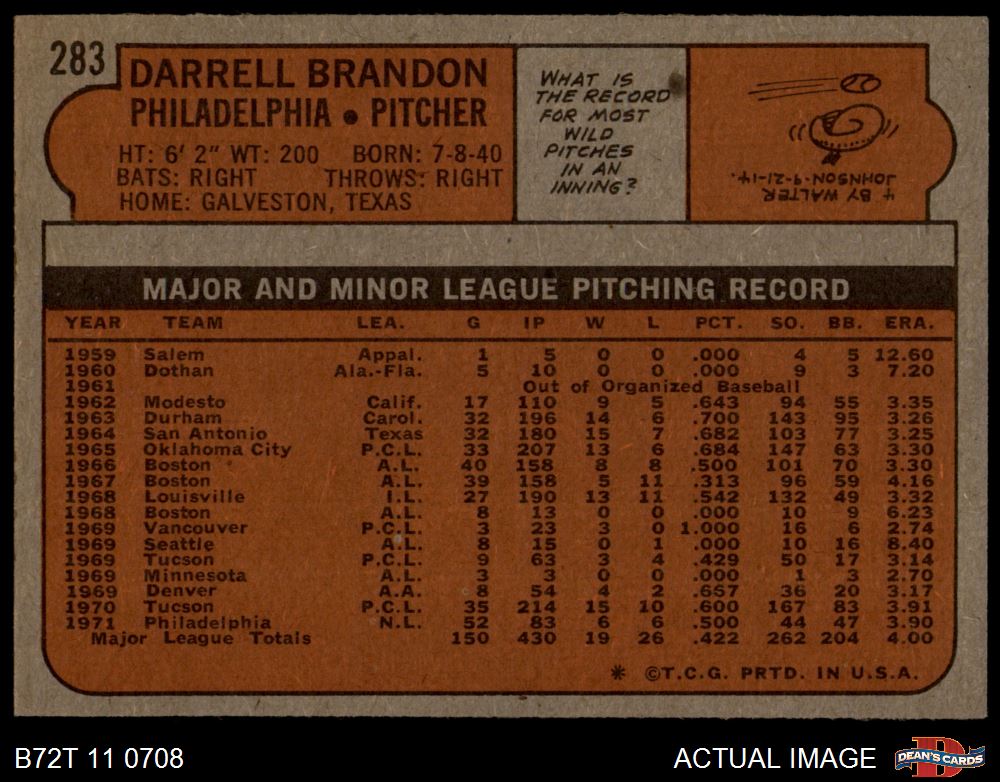 283
DARRELL BRANDON
PHILADELPHIA • PITCHER
HT: 6' 2" WT: 200 BORN: 7-8-40
BATS: RIGHT THROWS: RIGHT
HOME: GALVESTON, TEXAS
WHAT IS
THE RECORD
FOR MOST
WILD
PITCHES
IN AN
INNING?
4 BY WALTER
JOHNSON-9-21-14.
MAJOR AND MINOR LEAGUE PITCHING RECORD
YEAR TEAM LEA. G IP W L PCT. SO. BB. ERA.
1959 Salem Appal. 1 5 0 0 .000 4 5 12.60
1960 Dothan Ala.-Fla. 5 10 0 0 .000 9 3 7.20
1961 Out of Organized Baseball
1962 Modesto Calif. 17 110 9 5 .643 94 55 3.35
1963 Durham Carol. 32 196 14 6 .700 143 95 3.26
1964 San Antonio Texas 32 180 15 7 .682 103 77 3.25
1965 Oklahoma City P.C.L. 33 207 13 6 .684 147 63 3.30
1966 Boston A.L. 40 158 8 8 .500 101 70 3.30
1967 Boston A.L. 39 158 5 11 .313 96 59 4.16
1968 Louisville I.L. 27 190 13 11 .542 132 49 3.32
1968 Boston A.L. 8 13 0 0 .000 10 9 6.23
1969 Vancouver P.C.L. 3 23 3 0 1.000 16 6 2.74
1969 Seattle A.L. 8 15 0 1 .000 10 16 8.40
1969 Tucson P.C.L. 9 63 3 4 .429 50 17 3.14
1969 Minnesota A.L. 3 3 0 0 .000 1 3 2.70
1969 Denver A.A. 8 54 4 2 .657 36 20 3.17
1970 Tucson P.C.L. 35 214 15 10 .600 167 83 3.91
1971 Philadelphia N.L. 52 83 6 6 .500 44 47 3.90
Major League Totals 150 430 19 26 .422 262 204 4.00
* ©T.C.G. PRTD. IN U.S.A.
B72T 11 0708
ACTUAL IMAGE
D
DEAN'S CARDS